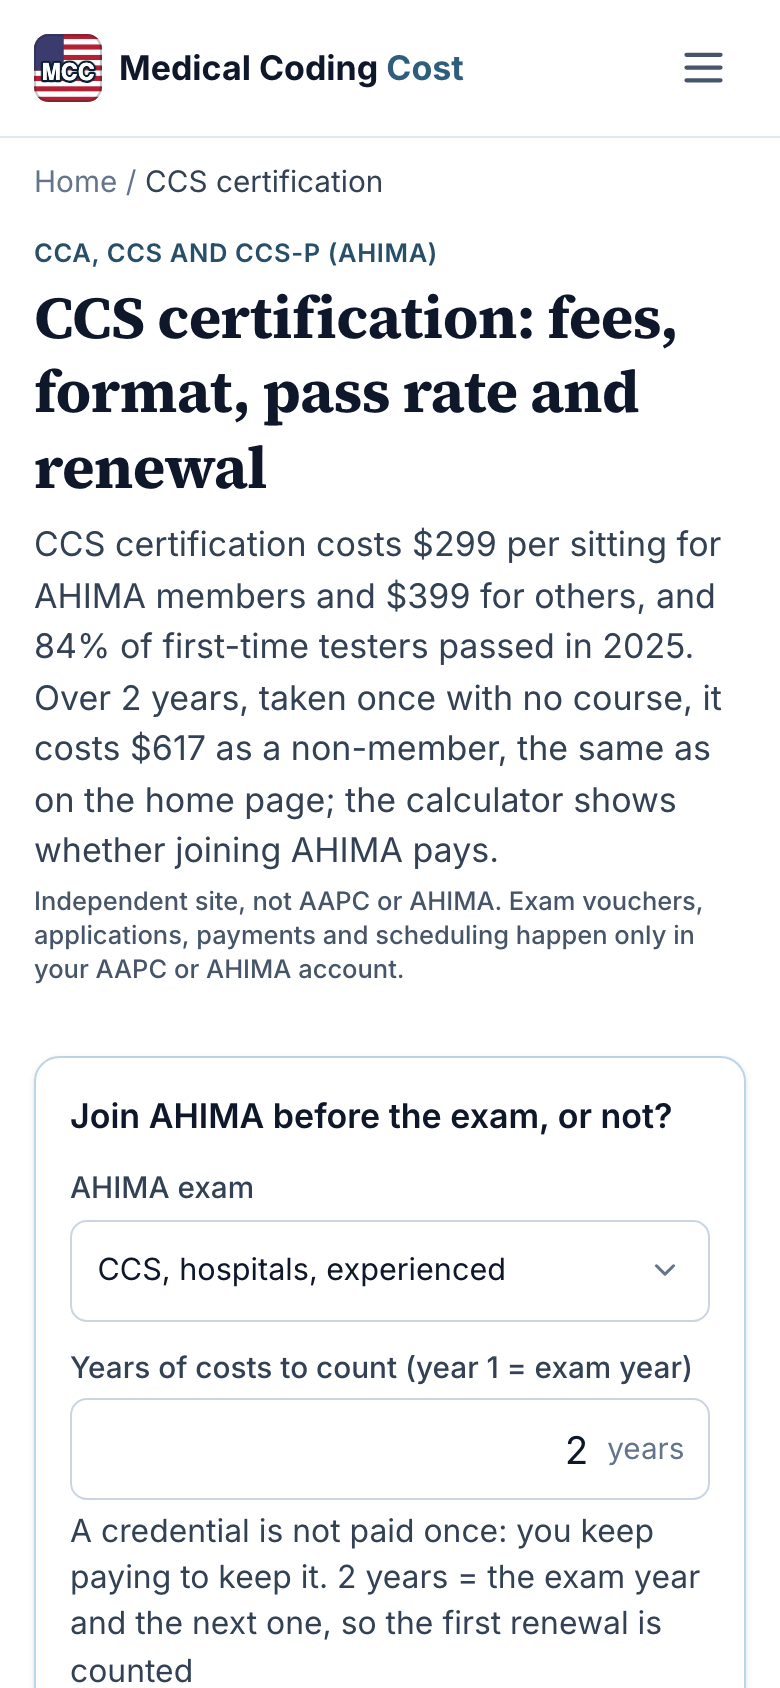 MCC Medical Coding Cost
Home / CCS certification
CCA, CCS AND CCS-P (AHIMA)
CCS certification: fees,
format, pass rate and
renewal
CCS certification costs $299 per sitting for
AHIMA members and $399 for others, and
84% of first-time testers passed in 2025.
Over 2 years, taken once with no course, it
costs $617 as a non-member, the same as
on the home page; the calculator shows
whether joining AHIMA pays.
Independent site, not AAPC or AHIMA. Exam vouchers,
applications, payments and scheduling happen only in
your AAPC or AHIMA account.
Join AHIMA before the exam, or not?
AHIMA exam
CCS, hospitals, experienced
Years of costs to count (year 1 = exam year)
2 years
A credential is not paid once: you keep
paying to keep it. 2 years = the exam year
and the next one, so the first renewal is
counted